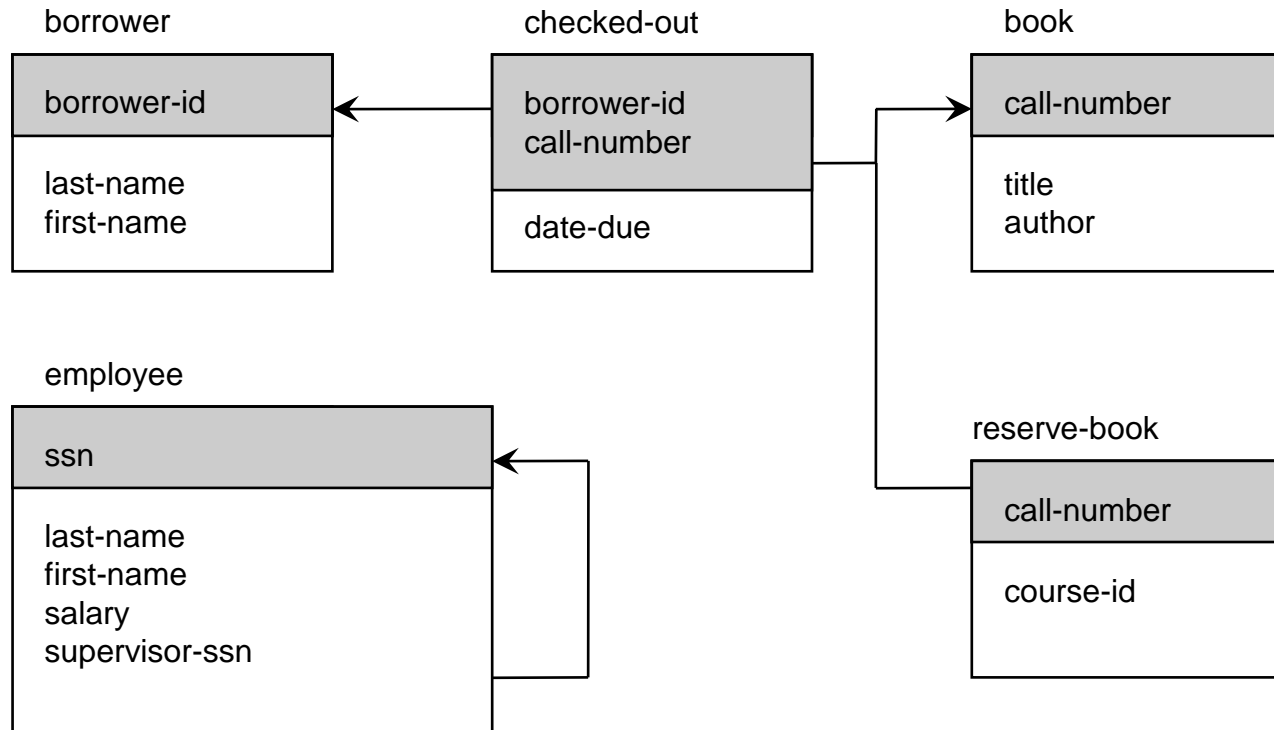 borrower
borrower-id
last-name
first-name
checked-out
borrower-id
call-number
date-due
book
call-number
title
author
employee
ssn
last-name
first-name
salary
supervisor-ssn
reserve-book
call-number
course-id